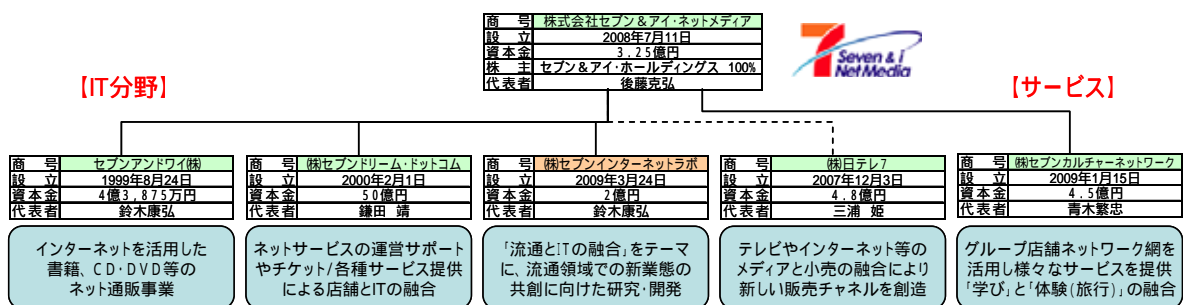 商号 株式会社セブン&アイ・ネットメディア
設立 2008年7月11日
資本金 3.25億円
株主 セブン&アイ・ホールディングス 100%
代表者 後藤克弘
Seven & i
Net Media
【IT分野】
【サービス】
商号 セブンアンドワイ㈱
設立 1999年8月24日
資本金 4億3,875万円
代表者 鈴木康弘
インターネットを活用した
書籍、CD・DVD等の
ネット通販事業
商号 ㈱セブンドリーム・ドットコム
設立 2000年2月1日
資本金 50億円
代表者 鎌田 靖
ネットサービスの運営サポート
やチケット/各種サービス提供
による店舗とITの融合
商号 ㈱セブンインターネットラボ
設立 2009年3月24日
資本金 2億円
代表者 鈴木康弘
「流通とITの融合」をテーマ
に、流通領域での新業態の
共創に向けた研究・開発
商号 ㈱日テレ7
設立 2007年12月3日
資本金 4.8億円
代表者 三浦 姫
テレビやインターネット等の
メディアと小売の融合により
新しい販売チャネルを創造
商号 ㈱セブンカルチャーネットワーク
設立 2009年1月15日
資本金 4.5億円
代表者 青木繁忠
グループ店舗ネットワーク網を
活用し様々なサービスを提供
「学び」と「体験(旅行)」の融合